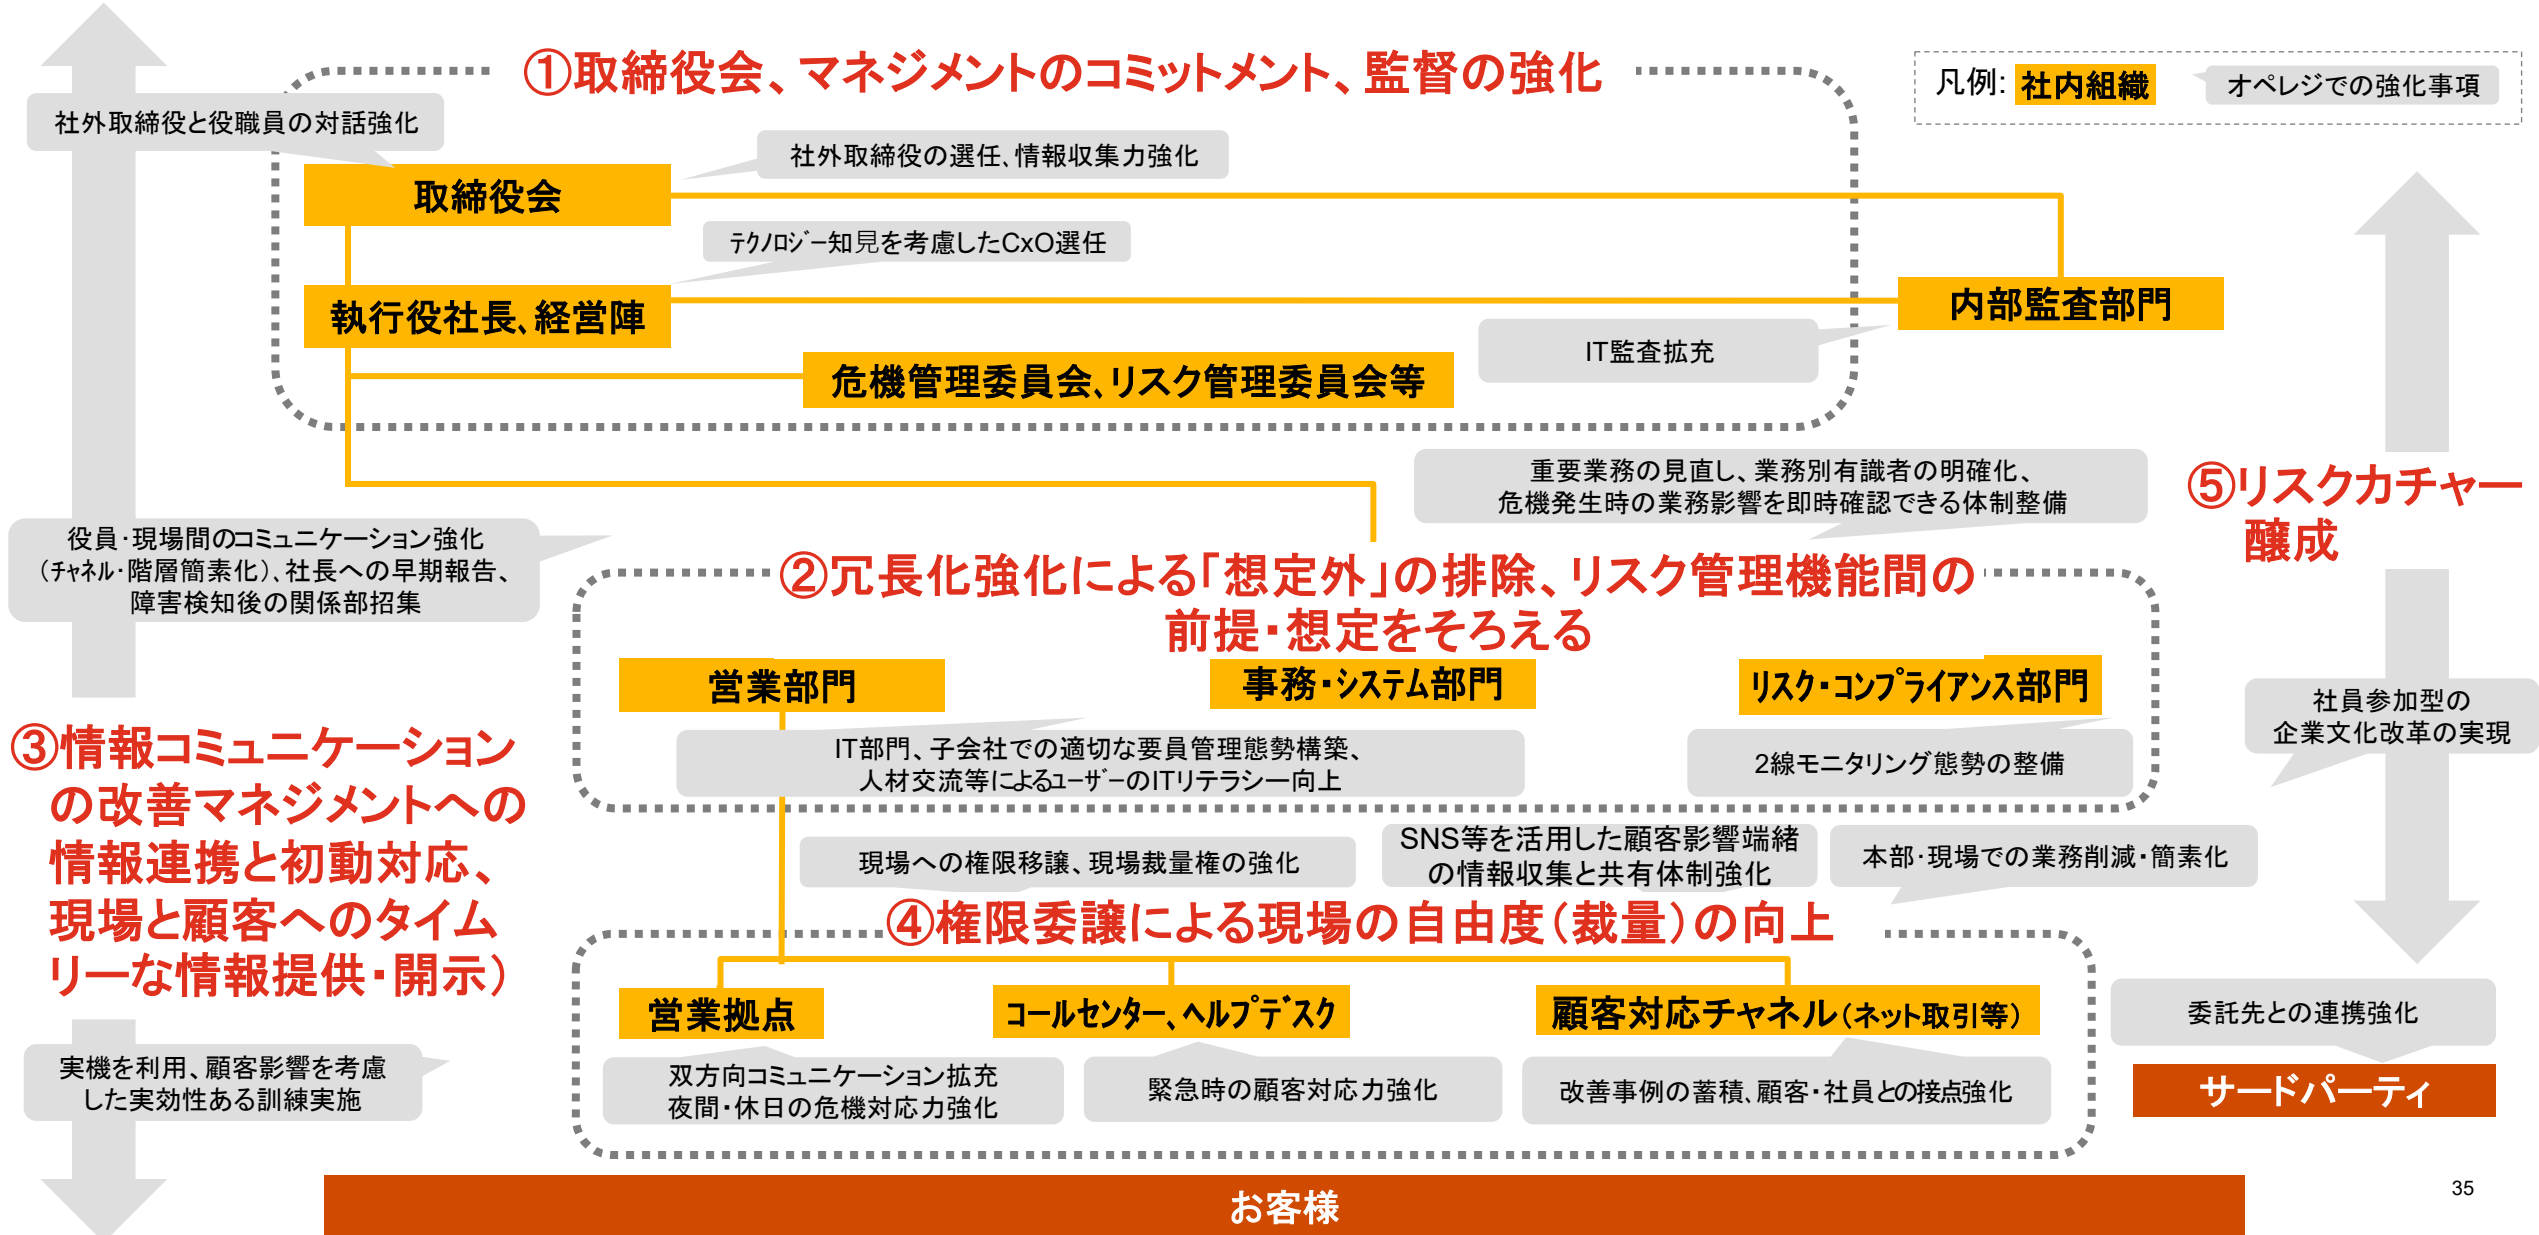 ①取締役会、マネジメントのコミットメント、監督の強化
凡例: 社内組織 オペレジでの強化事項
社外取締役と役職員の対話強化
社外取締役の選任、情報収集力強化
取締役会
テクノロジー知見を考慮したCxO選任
執行役社長、経営陣
内部監査部門
IT監査拡充
危機管理委員会、リスク管理委員会等
重要業務の見直し、業務別有識者の明確化、
危機発生時の業務影響を即時確認できる体制整備
⑤リスクカチャー
醸成
役員・現場間のコミュニケーション強化
（チャネル・階層簡素化）、社長への早期報告、
障害検知後の関係部招集
②冗長化強化による「想定外」の排除、リスク管理機能間の
前提・想定をそろえる
営業部門
事務・システム部門
リスク・コンプライアンス部門
IT部門、子会社での適切な要員管理態勢構築、
人材交流等によるユーザーのITリテラシー向上
2線モニタリング態勢の整備
社員参加型の
企業文化改革の実現
③情報コミュニケーション
の改善マネジメントへの
情報連携と初動対応、
現場と顧客へのタイム
リーな情報提供・開示）
現場への権限移譲、現場裁量権の強化
SNS等を活用した顧客影響端緒
の情報収集と共有体制強化
本部・現場での業務削減・簡素化
④権限委譲による現場の自由度（裁量）の向上
営業拠点
コールセンター、ヘルプデスク
顧客対応チャネル（ネット取引等）
委託先との連携強化
実機を利用、顧客影響を考慮
した実効性ある訓練実施
双方向コミュニケーション拡充
夜間・休日の危機対応力強化
緊急時の顧客対応力強化
改善事例の蓄積、顧客・社員との接点強化
サードパーティ
お客様
35